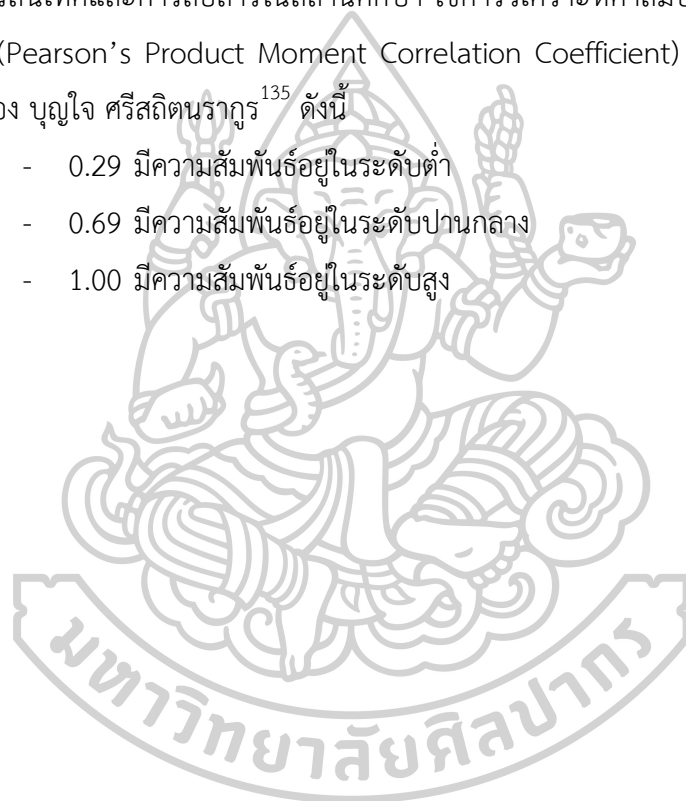 (Pearson's Product Moment Correlation Coefficient)
บุญใจ ศรีสถิตนรากูร135 ดังนี้
- 0.29 มีความสัมพันธ์อยู่ในระดับต่ำ
- 0.69 มีความสัมพันธ์อยู่ในระดับปานกลาง
- 1.00 มีความสัมพันธ์อยู่ในระดับสูง
มหาวิทยาลัยศิลปากร